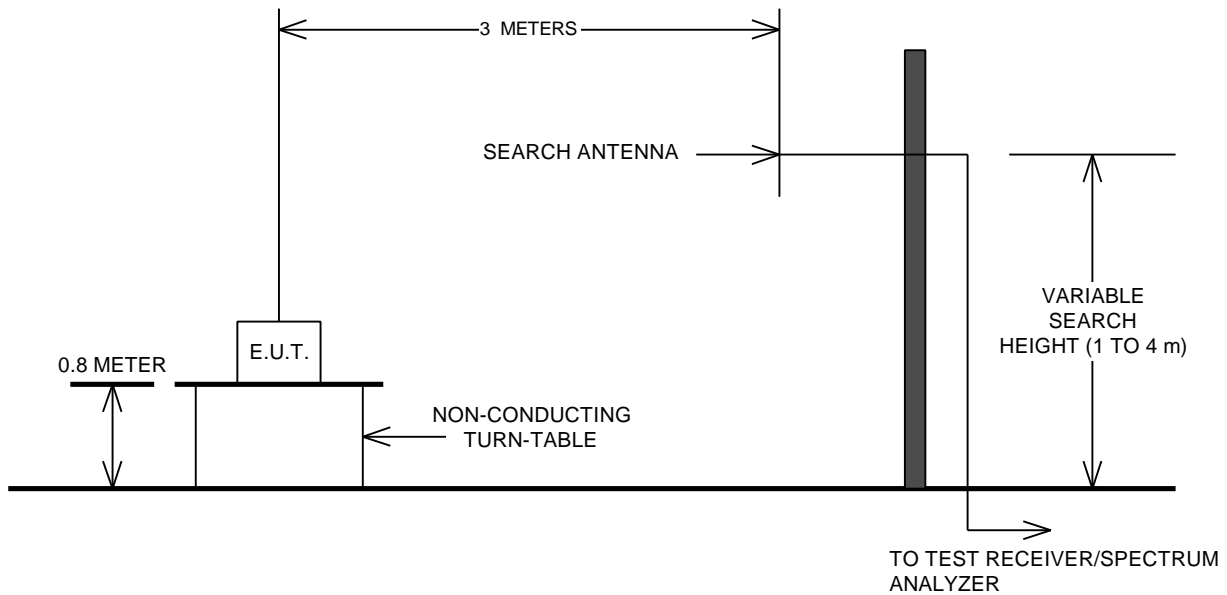 3 METERS
SEARCH ANTENNA
E.U.T.
0.8 METER
NON-CONDUCTING
TURN-TABLE
VARIABLE
SEARCH
HEIGHT (1 TO 4 m)
TO TEST RECEIVER/SPECTRUM
ANALYZER